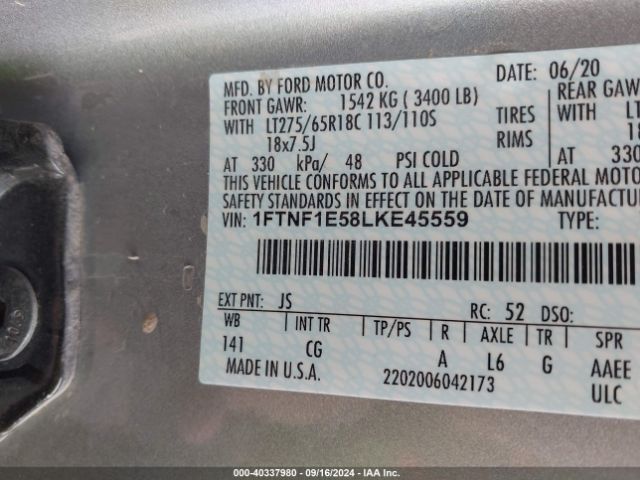 MFD. BY FORD MOTOR CO. DATE: 06/20
FRONT GAWR: 1542 KG ( 3400 LB) REAR GAW
WITH LT275/65R18C 113/110S TIRES WITH LT
18x7.5J RIMS 18
AT 330 kPa/ 48 PSI COLD AT 330
THIS VEHICLE CONFORMS TO ALL APPLICABLE FEDERAL MOTO
SAFETY STANDARDS IN EFFECT ON THE DATE OF MANUFACTU
VIN: 1FTNF1E58LKE45559 TYPE:
EXT PNT: JS RC: 52 DSO:
WB INT TR TP/PS R AXLE TR SPR
141 CG A L6 G AAEE
MADE IN U.S.A. 2202006042173 ULC
10.9
000-40337980 - 09/16/2024 - IAA Inc.